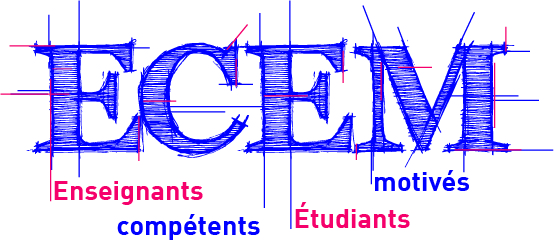 ECEM
Enseignants
compétents
Étudiants
motivés